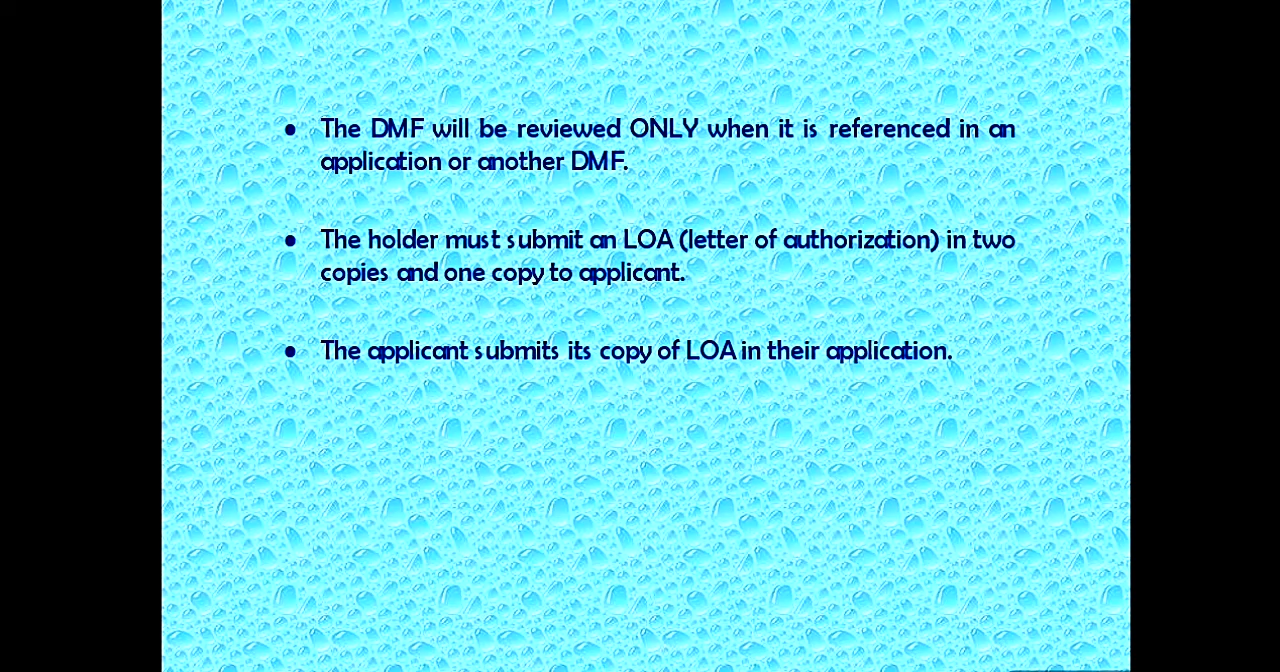 • The DMF will be reviewed ONLY when it is referenced in an
application or another DMF.
• The holder must submit an LOA (letter of authorization) in two
copies and one copy to applicant.
• The applicant submits its copy of LOA in their application.